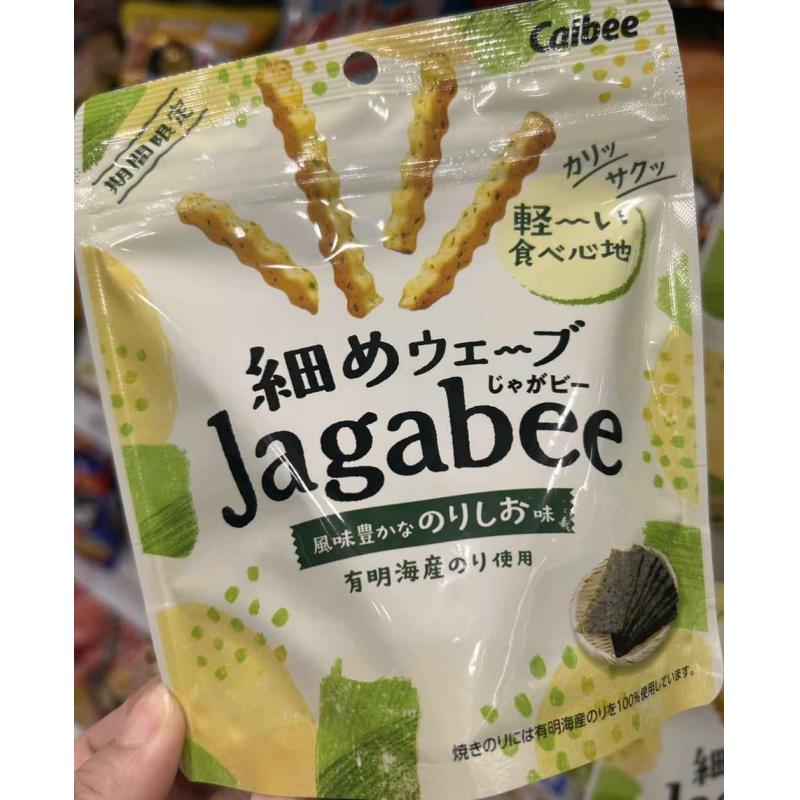 Calbee
期間限定
カリッ
サクッ
軽〜い
食べ心地
細めウェ〜ブ
じゃがビー
Jagabee
風味豊かなのりしお味
有明海産のり使用
焼きのりには有明海産のりを100%使用しています。
細
Jag